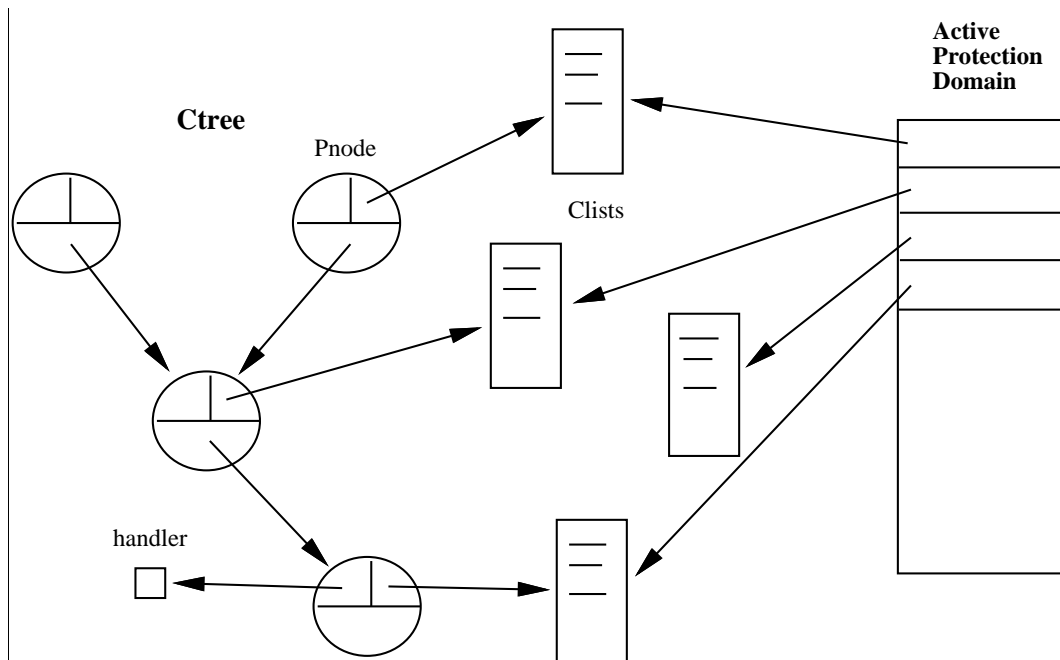 Active
Protection
Domain
Ctree
Pnode
Clists
handler